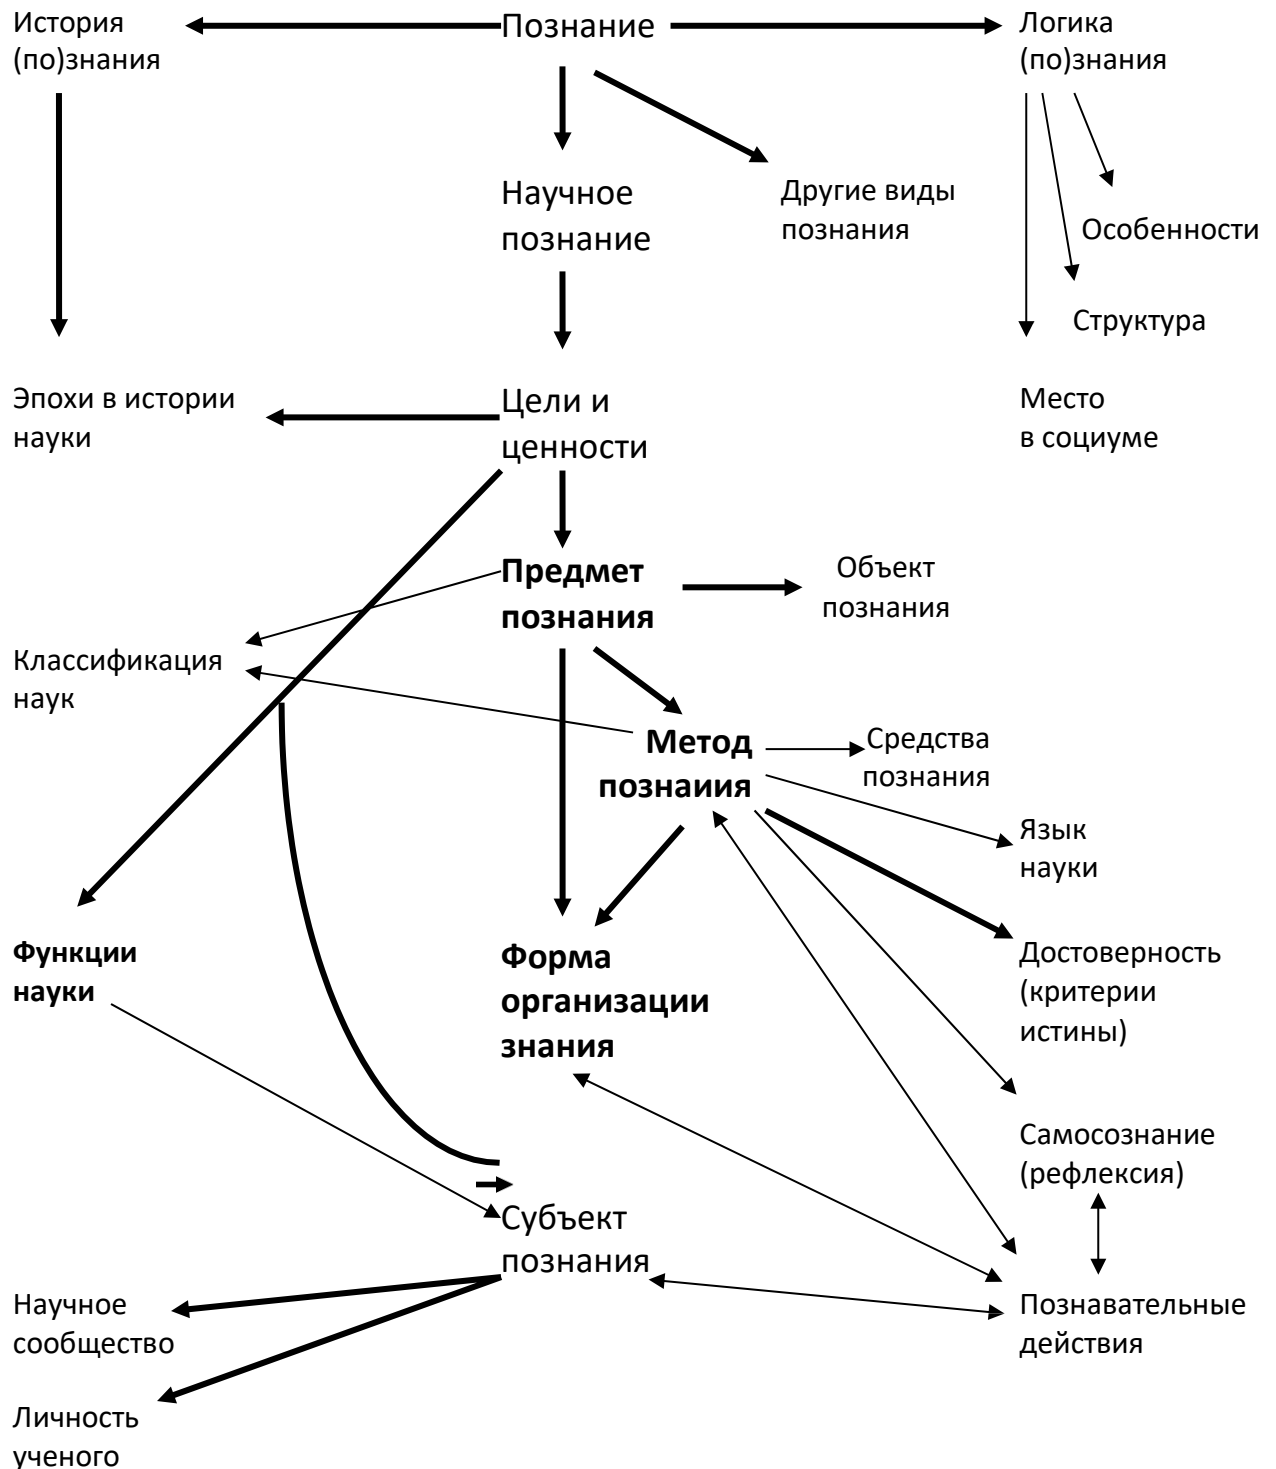 История
(по)знания
Познание
Логика
(по)знания
Научное
познание
Другие виды
познания
Особенности
Структура
Эпохи в истории
науки
Цели и
ценности
Место
в социуме
Предмет
познания
Объект
познания
Классификация
наук
Метод
познаиия
Средства
познания
Язык
науки
Функции
науки
Форма
организации
знания
Достоверность
(критерии
истины)
Самосознание
(рефлексия)
Субъект
познания
Научное
сообщество
Познавательные
действия
Личность
ученого